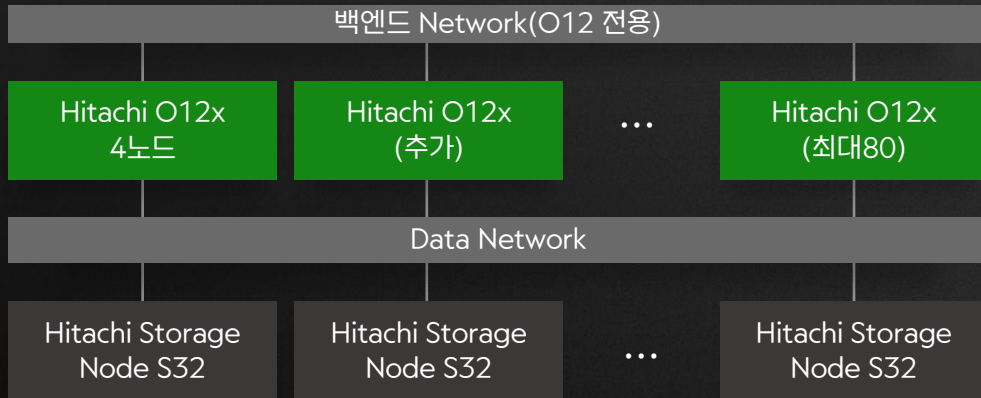 백엔드 Network(O12 전용)
Hitachi O12x
4노드
Hitachi O12x
(추가)
...
Hitachi O12x
(최대80)
Data Network
Hitachi Storage
Node S32
Hitachi Storage
Node S32
...
Hitachi Storage
Node S32